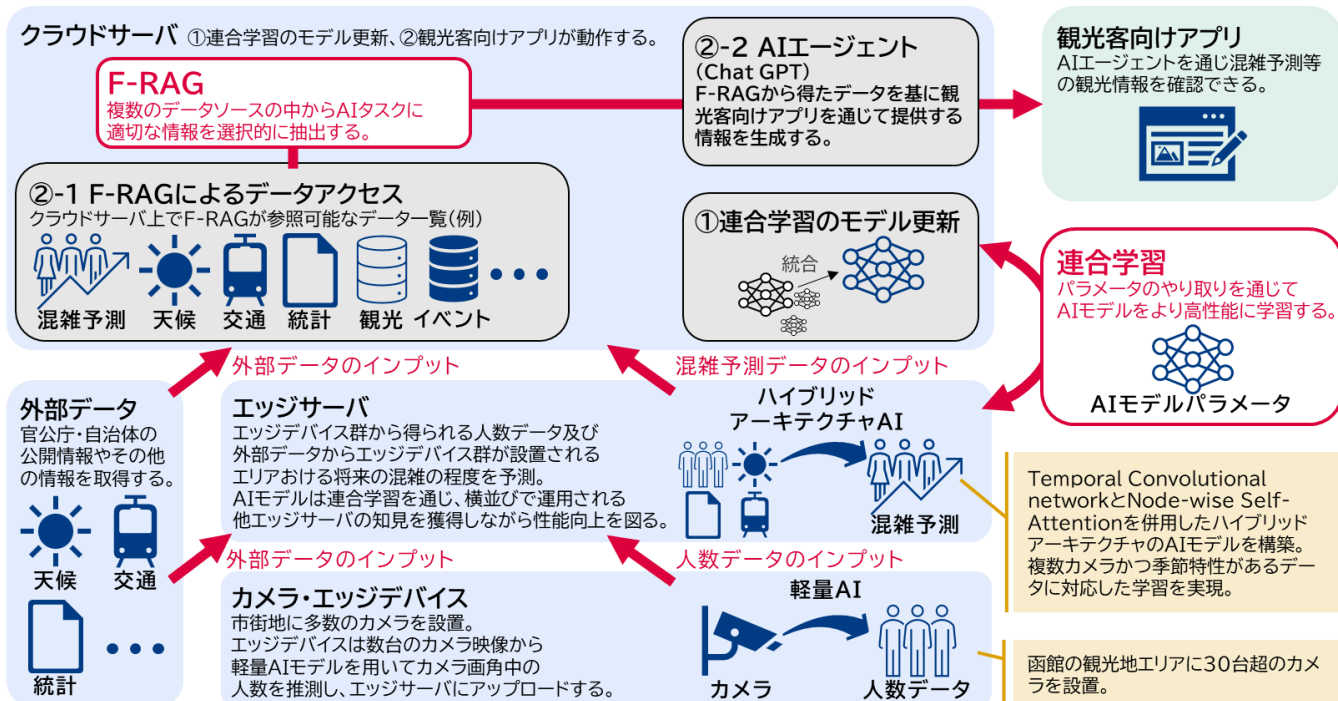 クラウドサーバ ①連合学習のモデル更新、②観光客向けアプリが動作する。
F-RAG
複数のデータソースの中からAIタスクに
適切な情報を選択的に抽出する。
②-2 AIエージェント
(Chat GPT)
F-RAGから得たデータを基に観
光客向けアプリを通じて提供する
情報を生成する。
観光客向けアプリ
AIエージェントを通じ混雑予測等
の観光情報を確認できる。
②-1 F-RAGによるデータアクセス
クラウドサーバ上でF-RAGが参照可能なデータ一覧(例)
混雑予測 天候 交通 統計 観光 イベント
①連合学習のモデル更新
統合
連合学習
パラメータのやり取りを通じて
AIモデルをより高性能に学習する。
AIモデルパラメータ
外部データのインプット
混雑予測データのインプット
外部データ
官公庁・自治体の
公開情報やその他
の情報を取得する。
天候 交通
統計
エッジサーバ
エッジデバイス群から得られる人数データ及び
外部データからエッジデバイス群が設置される
エリアおける将来の混雑の程度を予測。
AIモデルは連合学習を通じ、横並びで運用される
他エッジサーバの知見を獲得しながら性能向上を図る。
ハイブリッド
アーキテクチャAI
混雑予測
外部データのインプット
人数データのインプット
カメラ・エッジデバイス
市街地に多数のカメラを設置。
エッジデバイスは数台のカメラ映像から
軽量AIモデルを用いてカメラ画角中の
人数を推測し、エッジサーバにアップロードする。
軽量AI
カメラ
人数データ
Temporal Convolutional
networkとNode-wise Self-
Attentionを併用したハイブリッド
アーキテクチャのAIモデルを構築。
複数カメラかつ季節特性があるデー
タに対応した学習を実現。
函館の観光地エリアに30台超のカメ
ラを設置。